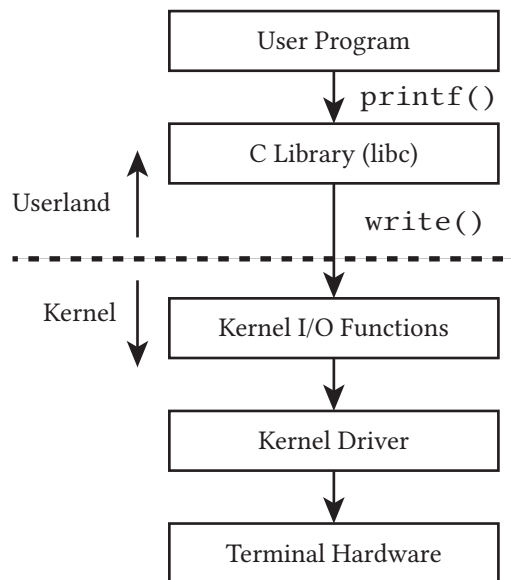 User Program
printf()
C Library (libc)
Userland
write()
Kernel
Kernel I/O Functions
Kernel Driver
Terminal Hardware